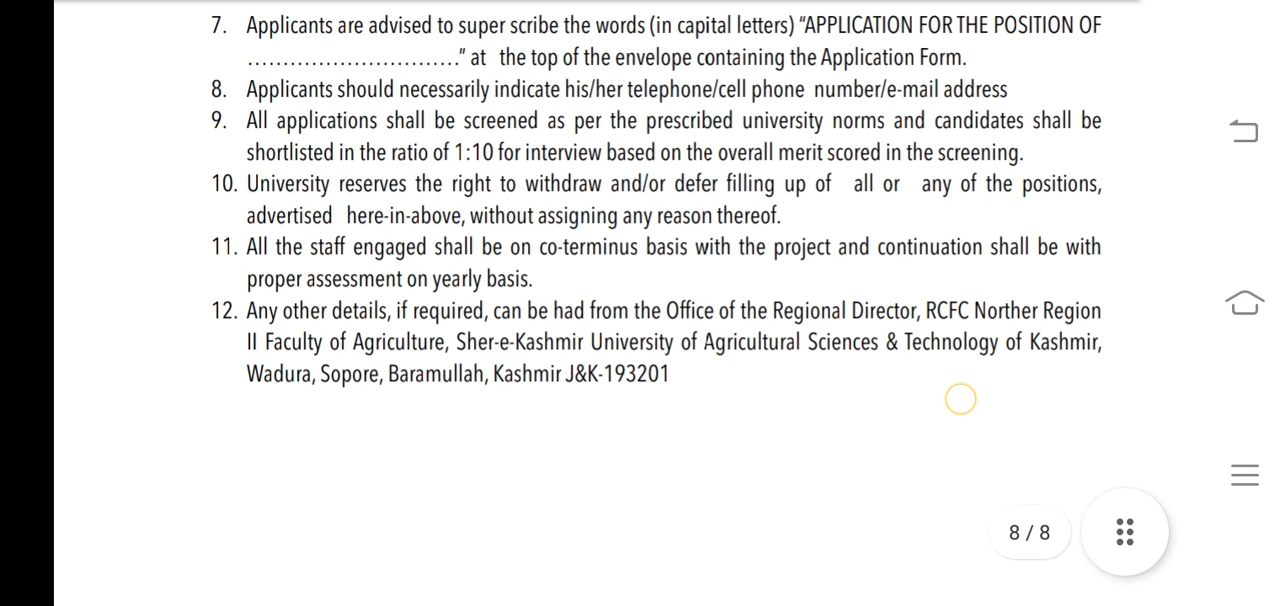 7. Applicants are advised to super scribe the words (in capital letters) "APPLICATION FOR THE POSITION OF
.............................." at the top of the envelope containing the Application Form.
8. Applicants should necessarily indicate his/her telephone/cell phone number/e-mail address
9. All applications shall be screened as per the prescribed university norms and candidates shall be
shortlisted in the ratio of 1:10 for interview based on the overall merit scored in the screening.
10. University reserves the right to withdraw and/or defer filling up of all or any of the positions,
advertised here-in-above, without assigning any reason thereof.
11. All the staff engaged shall be on co-terminus basis with the project and continuation shall be with
proper assessment on yearly basis.
12. Any other details, if required, can be had from the Office of the Regional Director, RCFC Norther Region
II Faculty of Agriculture, Sher-e-Kashmir University of Agricultural Sciences & Technology of Kashmir,
Wadura, Sopore, Baramullah, Kashmir J&K-193201
8 / 8